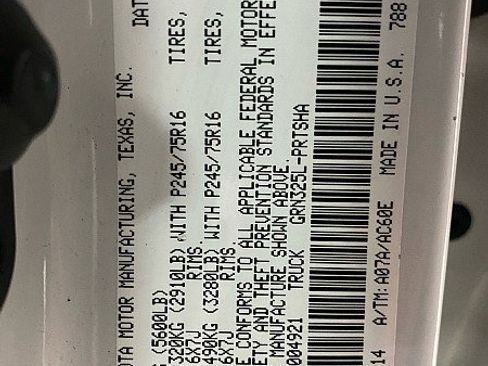 OTA MOTOR MANUFACTURING, TEXAS, INC. DAT
(5600LB)
320KG (2910LB) WITH P245/75R16 TIRES,
6X7J RIMS.
490KG (3280LB) WITH P245/75R16 TIRES,
6X7J RIMS.
E CONFORMS TO ALL APPLICABLE FEDERAL MOTOR
ETY AND THEFT PREVENTION STANDARDS IN EFFE
MANUFACTURE SHOWN ABOVE.
004921 TRUCK GRN325L-PRTSHA
14 A/TM:A07A/AC60E MADE IN U.S.A. 788